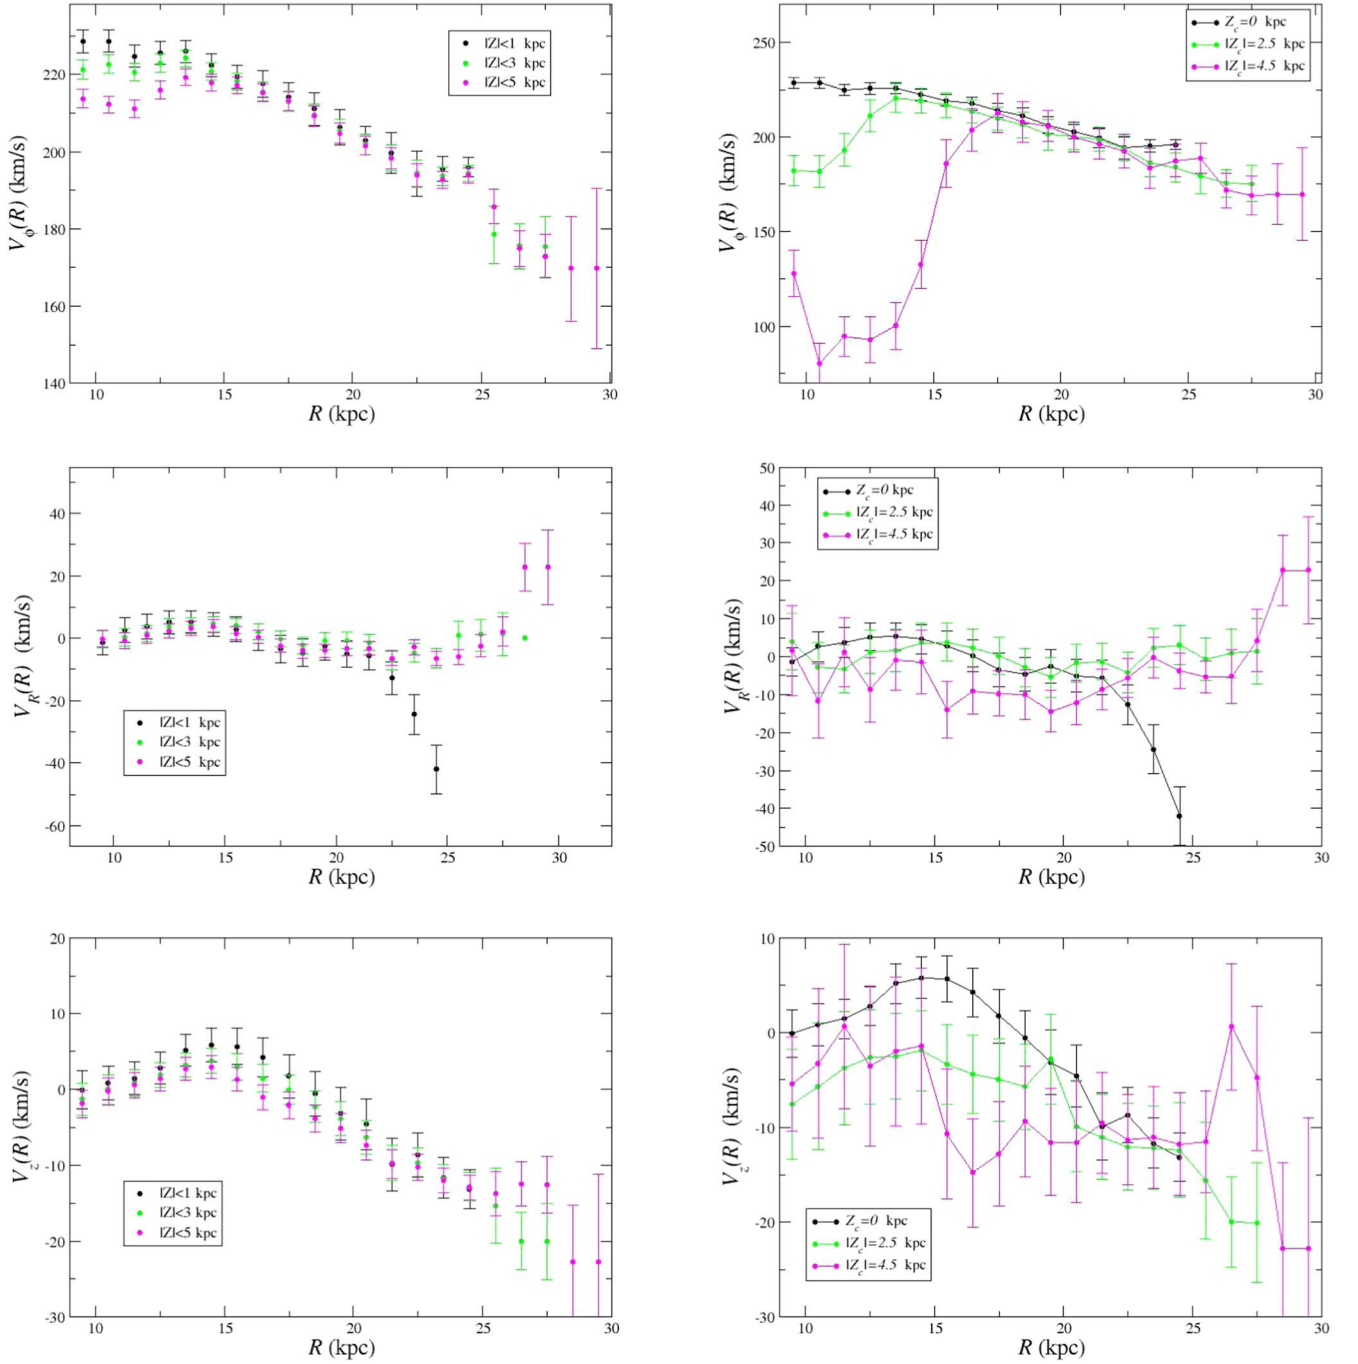 V_ϕ(R) (km/s)
220
200
180
160
140
|Z|<1 kpc
|Z|<3 kpc
|Z|<5 kpc
10 15 20 25 30
R (kpc)
V_ϕ(R) (km/s)
250
200
150
100
Z_c=0 kpc
|Z_c|=2.5 kpc
|Z_c|=4.5 kpc
10 15 20 25 30
R (kpc)
V_R(R) (km/s)
40
20
0
-20
-40
-60
|Z|<1 kpc
|Z|<3 kpc
|Z|<5 kpc
10 15 20 25 30
R (kpc)
V_R(R) (km/s)
50
40
30
20
10
0
-10
-20
-30
-40
-50
Z_c=0 kpc
|Z_c|=2.5 kpc
|Z_c|=4.5 kpc
10 15 20 25 30
R (kpc)
V_z(R) (km/s)
20
10
0
-10
-20
-30
|Z|<1 kpc
|Z|<3 kpc
|Z|<5 kpc
10 15 20 25 30
R (kpc)
V_z(R) (km/s)
10
0
-10
-20
-30
Z_c=0 kpc
|Z_c|=2.5 kpc
|Z_c|=4.5 kpc
10 15 20 25 30
R (kpc)